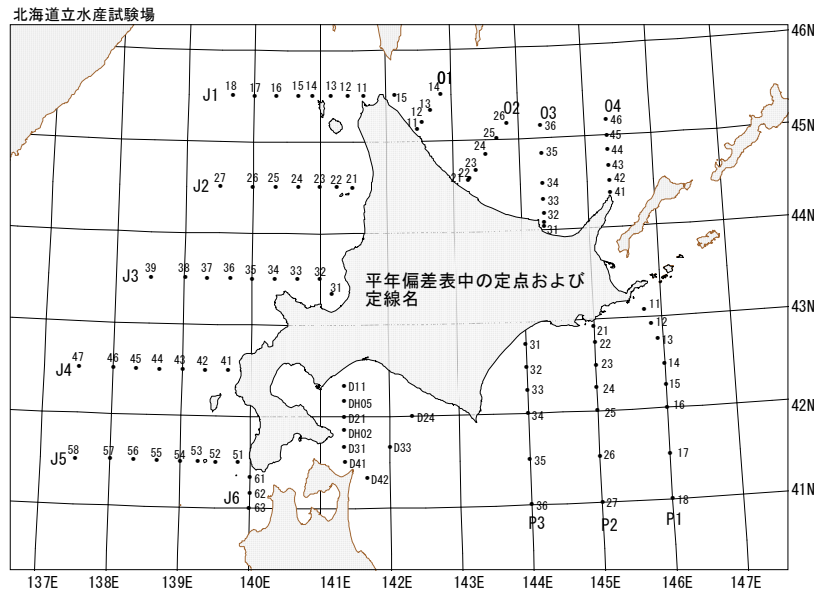 北海道立水産試験場
46N
O1
J1 18 17 16 15 14 13 12 11 15
14
13
12
11
O2
26
25
24
23
22
21
O3
36
35
34
33
32
31
O4
46
45
44
43
42
41
45N
J2 27 26 25 24 23 22 21
44N
J3 39 38 37 36 35 34 33 32
31
平年偏差表中の定点および
定線名
43N
11
12
13
14
15
16
17
18
P1
21
22
23
24
25
26
27
P2
31
32
33
34
35
36
P3
J4 47 46 45 44 43 42 41
D11
DH05
D21
DH02
D31
D41
D24
D33
D42
42N
J5 58 57 56 55 54 53 52 51
61
J6 62
63
41N
137E 138E 139E 140E 141E 142E 143E 144E 145E 146E 147E